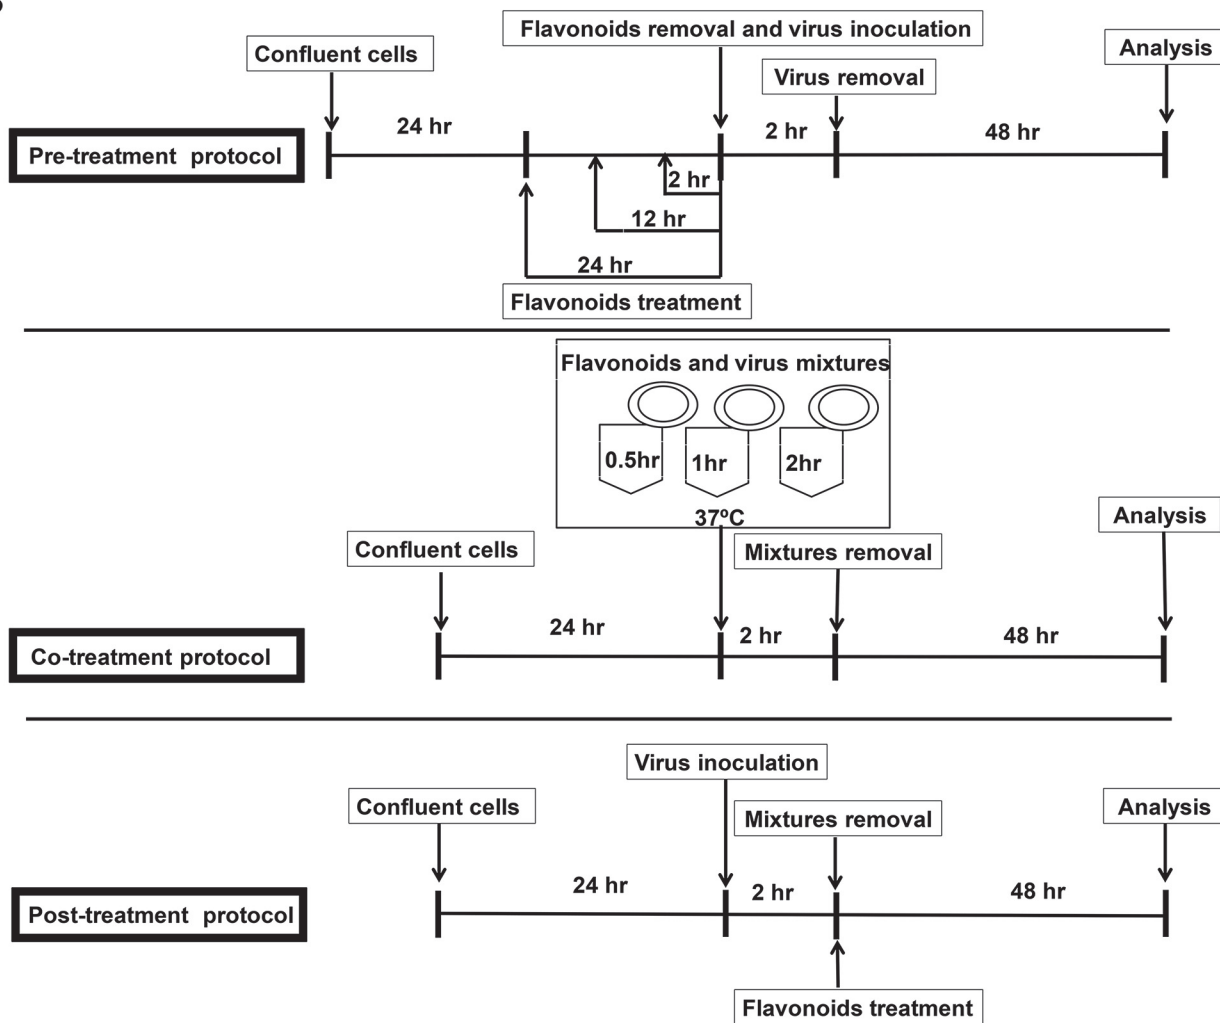 Flavonoids removal and virus inoculation
Confluent cells
Analysis
Virus removal
24 hr
2 hr
48 hr
Pre-treatment protocol
2 hr
12 hr
24 hr
Flavonoids treatment
Flavonoids and virus mixtures
0.5hr
1hr
2hr
37ºC
Analysis
Confluent cells
Mixtures removal
24 hr
2 hr
48 hr
Co-treatment protocol
Virus inoculation
Confluent cells
Mixtures removal
Analysis
24 hr
2 hr
48 hr
Post-treatment protocol
Flavonoids treatment